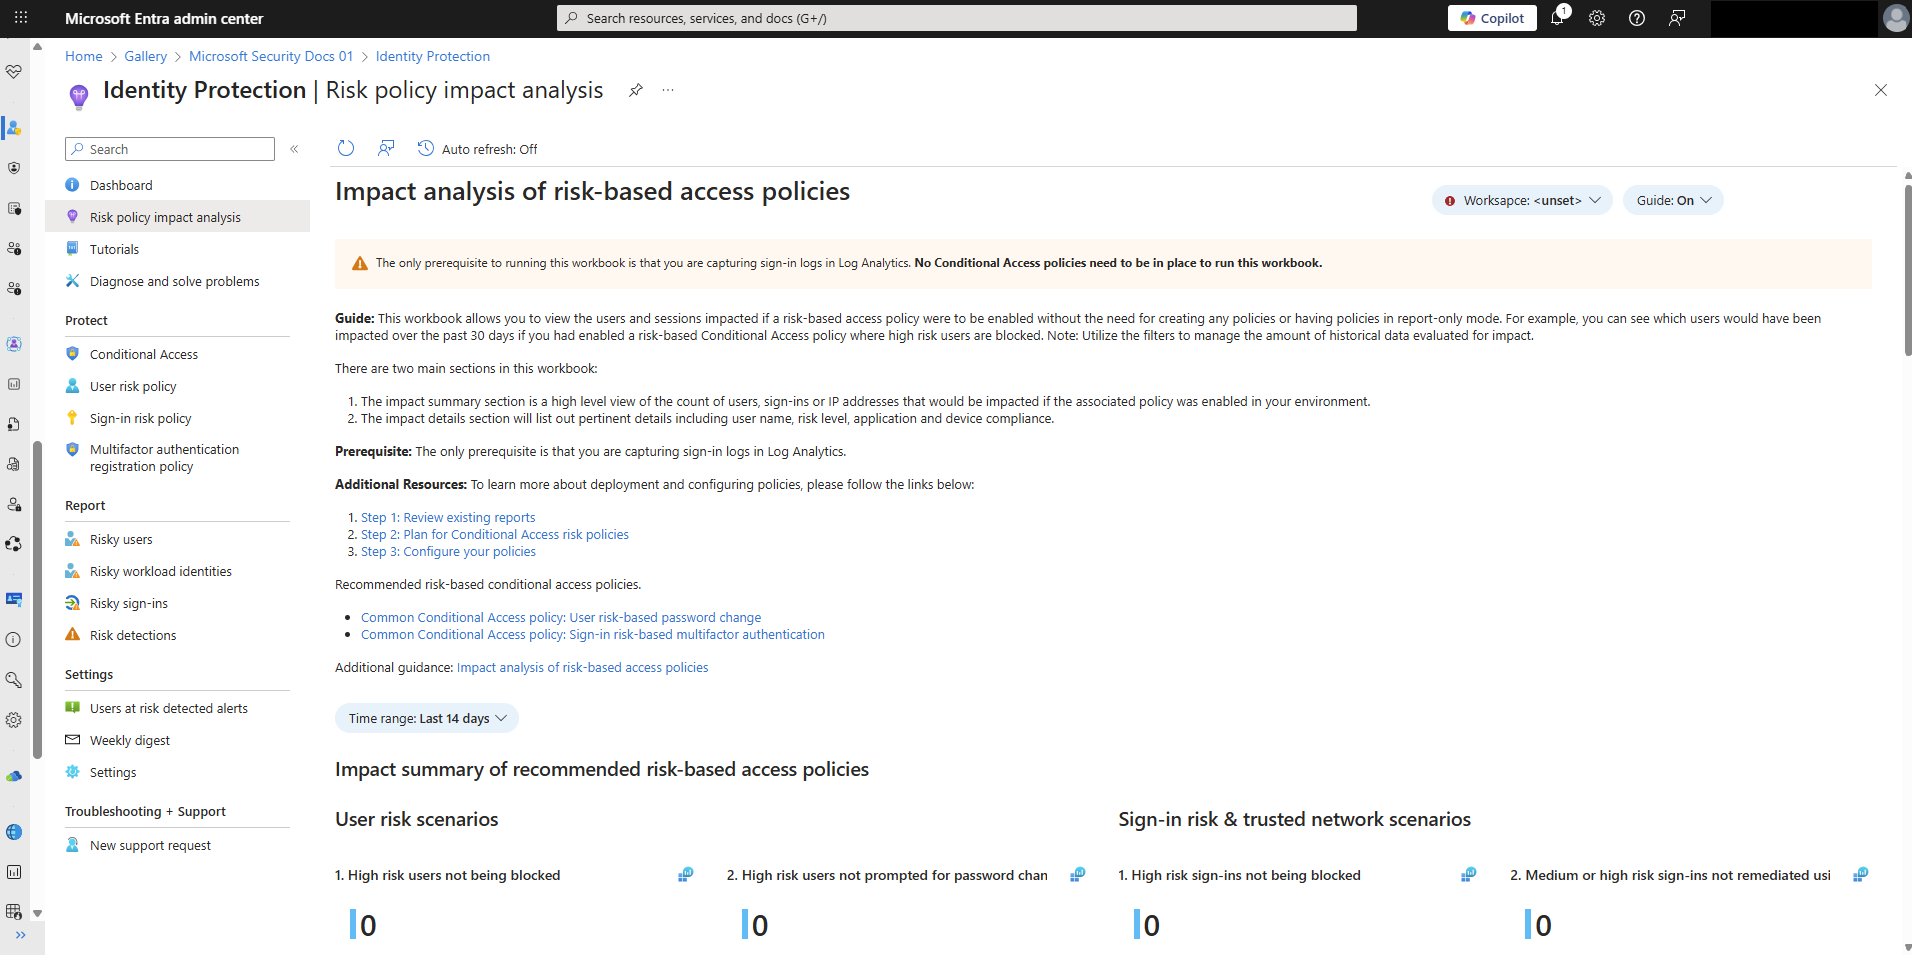 Microsoft Entra admin center
Search resources, services, and docs (G+/)
Copilot
1
Home > Gallery > Microsoft Security Docs 01 > Identity Protection
Identity Protection | Risk policy impact analysis
Search
Auto refresh: Off
Dashboard
Risk policy impact analysis
Tutorials
Diagnose and solve problems
Protect
Conditional Access
User risk policy
Sign-in risk policy
Multifactor authentication
registration policy
Report
Risky users
Risky workload identities
Risky sign-ins
Risk detections
Settings
Users at risk detected alerts
Weekly digest
Settings
Troubleshooting + Support
New support request
Impact analysis of risk-based access policies
Worksapce: <unset>
Guide: On
The only prerequisite to running this workbook is that you are capturing sign-in logs in Log Analytics. No Conditional Access policies need to be in place to run this workbook.
Guide: This workbook allows you to view the users and sessions impacted if a risk-based access policy were to be enabled without the need for creating any policies or having policies in report-only mode. For example, you can see which users would have been
impacted over the past 30 days if you had enabled a risk-based Conditional Access policy where high risk users are blocked. Note: Utilize the filters to manage the amount of historical data evaluated for impact.
There are two main sections in this workbook:
1. The impact summary section is a high level view of the count of users, sign-ins or IP addresses that would be impacted if the associated policy was enabled in your environment.
2. The impact details section will list out pertinent details including user name, risk level, application and device compliance.
Prerequisite: The only prerequisite is that you are capturing sign-in logs in Log Analytics.
Additional Resources: To learn more about deployment and configuring policies, please follow the links below:
1. Step 1: Review existing reports
2. Step 2: Plan for Conditional Access risk policies
3. Step 3: Configure your policies
Recommended risk-based conditional access policies.
• Common Conditional Access policy: User risk-based password change
• Common Conditional Access policy: Sign-in risk-based multifactor authentication
Additional guidance: Impact analysis of risk-based access policies
Time range: Last 14 days
Impact summary of recommended risk-based access policies
User risk scenarios
Sign-in risk & trusted network scenarios
1. High risk users not being blocked
2. High risk users not prompted for password chan
1. High risk sign-ins not being blocked
2. Medium or high risk sign-ins not remediated usi
0
0
0
0